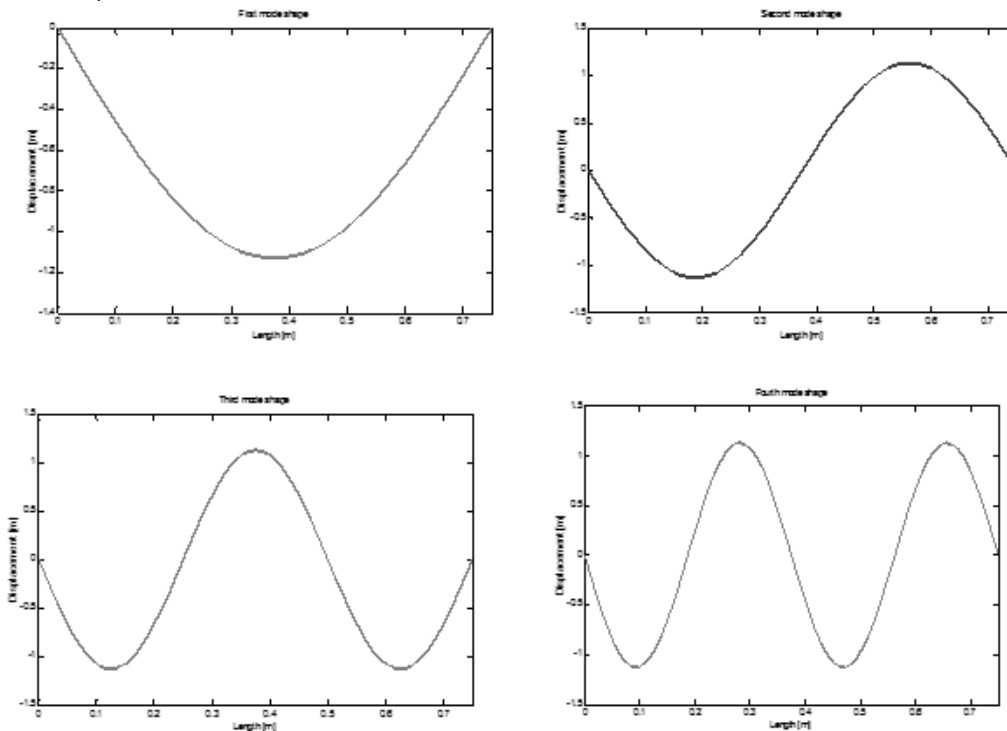 First mode shape
0
-0.2
-0.4
-0.6
-0.8
-1
-1.2
-1.4
Displacement [m]
0 0.1 0.2 0.3 0.4 0.5 0.6 0.7
Length [m]
Second mode shape
1.5
1
0.5
0
-0.5
-1
-1.5
Displacement [m]
0 0.1 0.2 0.3 0.4 0.5 0.6 0.7
Length [m]
Third mode shape
1.5
1
0.5
0
-0.5
-1
-1.5
Displacement [m]
0 0.1 0.2 0.3 0.4 0.5 0.6 0.7
Length [m]
Fourth mode shape
1.5
1
0.5
0
-0.5
-1
-1.5
Displacement [m]
0 0.1 0.2 0.3 0.4 0.5 0.6 0.7
Length [m]